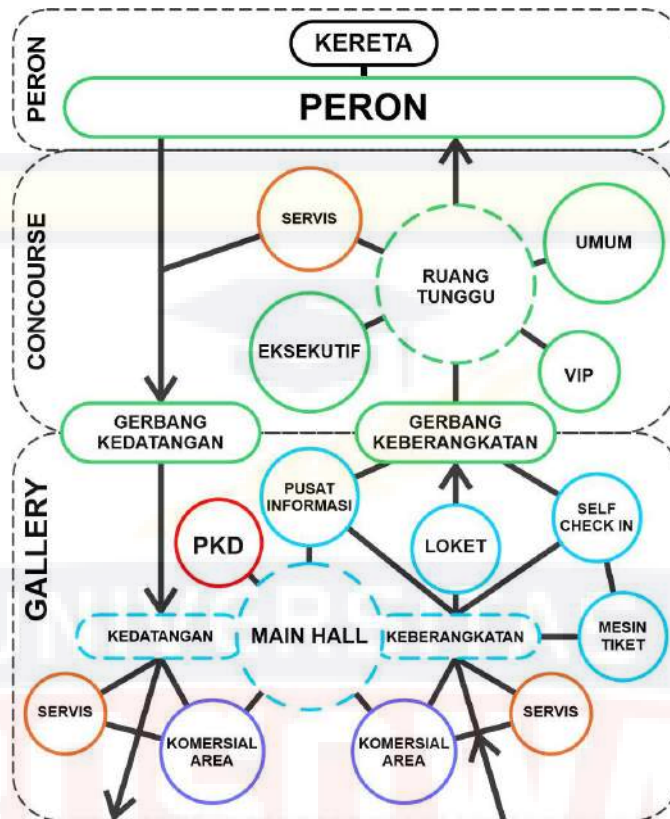 PERON
KERETA
PERON
CONCOURSE
SERVIS
UMUM
RUANG
TUNGGU
EKSEKUTIF
VIP
GERBANG
KEDATANGAN
GERBANG
KEBERANGKATAN
GALLERY
PUSAT
INFORMASI
SELF
CHECK IN
PKD
LOKET
KEDATANGAN
MAIN HALL
KEBERANGKATAN
MESIN
TIKET
SERVIS
KOMERSIAL
AREA
KOMERSIAL
AREA
SERVIS